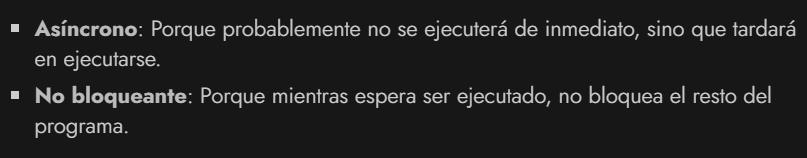 Asíncrono: Porque probablemente no se ejecuterá de inmediato, sino que tardará
en ejecutarse.
No bloqueante: Porque mientras espera ser ejecutado, no bloquea el resto del
programa.